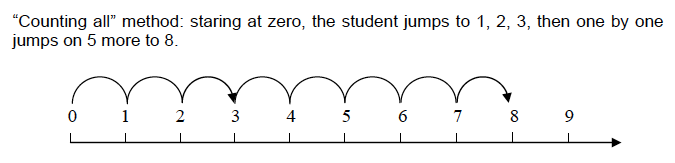 “Counting all” method: staring at zero, the student jumps to 1, 2, 3, then one by one
jumps on 5 more to 8.
0 1 2 3 4 5 6 7 8 9